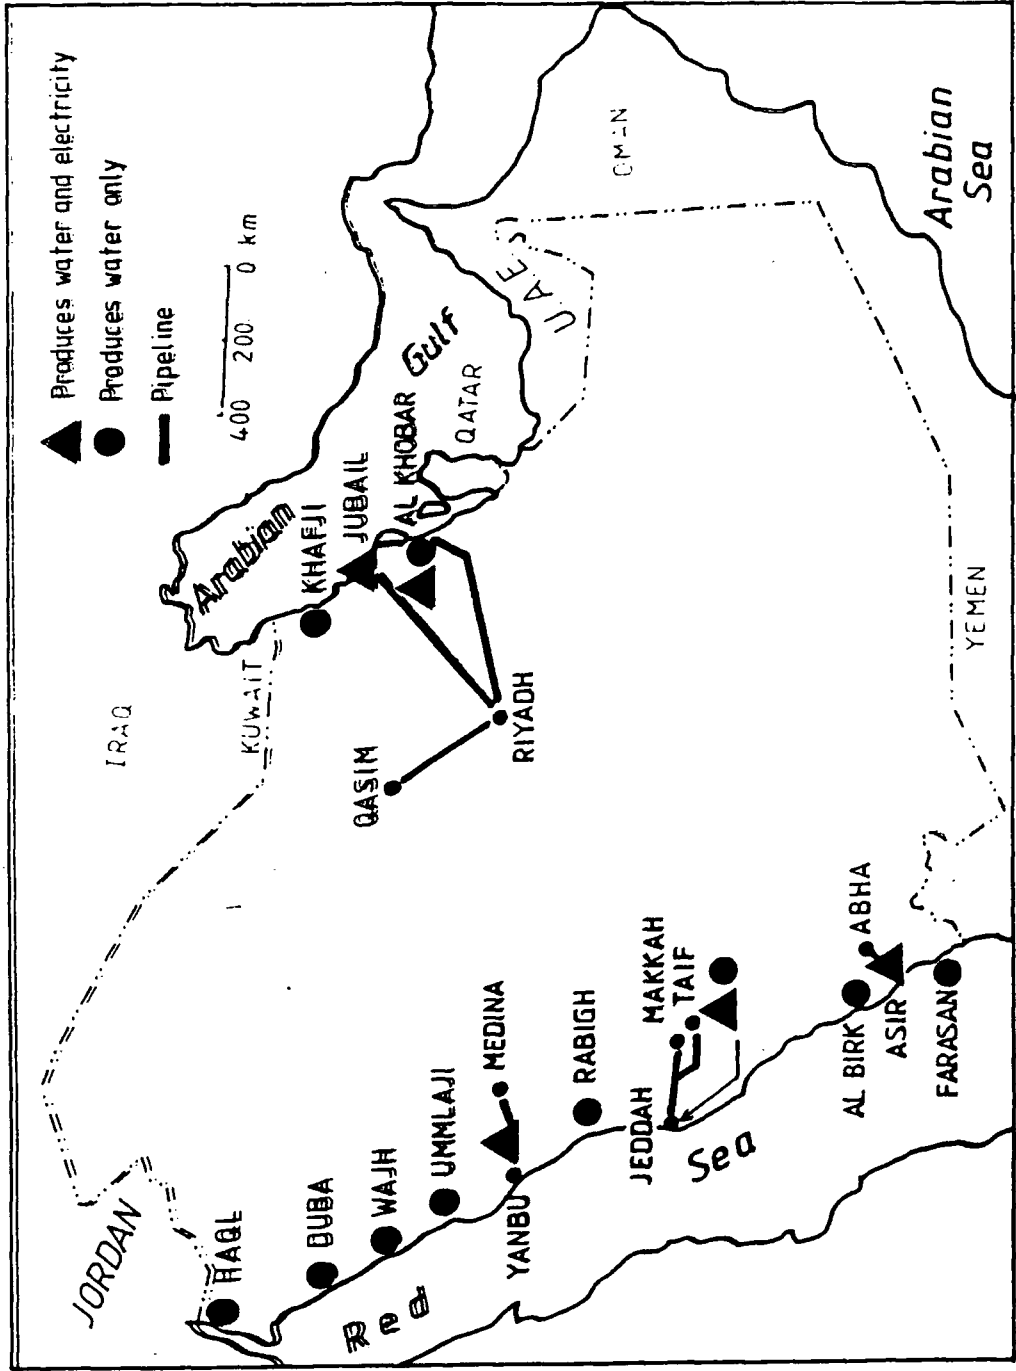 Produces water and electricity
Produces water only
Pipeline
400 200 0 km
JORDAN
IRAQ
KUWAIT
Arabian
Gulf
HAQL
DUBA
WAJH
UMMLAJI
YANBU
MEDINA
RABIGH
JEDDAH
MAKKAH
TAIF
QASIM
RIYADH
KHAFJI
JUBAIL
AL KHOBAR
QATAR
U.A.E
OMAN
Red
Sea
AL BIRK
ASIR
ABHA
FARASAN
YEMEN
Arabian
Sea